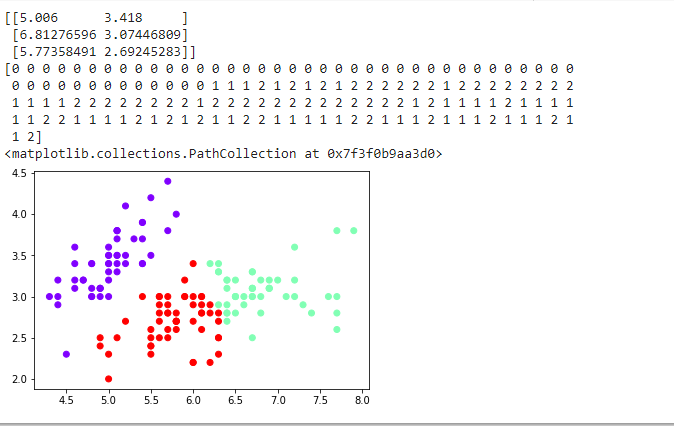 [[5.006      3.418     ]
 [6.81276596 3.07446809]
 [5.77358491 2.69245283]]
[0 0 0 0 0 0 0 0 0 0 0 0 0 0 0 0 0 0 0 0 0 0 0 0 0 0 0 0 0 0 0 0 0 0 0 0 0
 0 0 0 0 0 0 0 0 0 0 0 0 0 1 1 1 2 1 2 1 2 1 2 2 2 2 2 2 1 2 2 2 2 2 2 2 2
 1 1 1 1 2 2 2 2 2 2 2 2 1 2 2 2 2 2 2 2 2 2 2 2 2 2 1 2 1 1 1 1 2 1 1 1 1
 1 1 2 2 1 1 1 1 2 1 2 1 2 1 1 2 2 1 1 1 1 1 2 2 1 1 1 2 1 1 1 2 1 1 1 2 1
 1 2]
<matplotlib.collections.PathCollection at 0x7f3f0b9aa3d0>
4.5
4.0
3.5
3.0
2.5
2.0
4.5 5.0 5.5 6.0 6.5 7.0 7.5 8.0